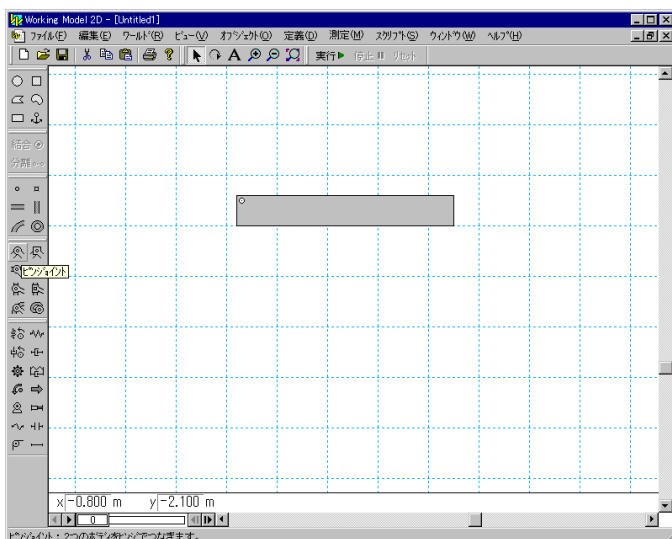 Working Model 2D - [Untitled1]
ﾌｧｲﾙ(F) 編集(E) ﾜｰﾙﾄﾞ(R) ﾋﾞｭｰ(V) ｵﾌﾞｼﾞｪｸﾄ(O) 定義(D) 測定(M) ｽｸﾘﾌﾟﾄ(S) ｳｨﾝﾄﾞｳ(W) ﾍﾙﾌﾟ(H)
A ? 実行 停止 ﾘｾｯﾄ
結合
分離
ﾋﾟﾝｼﾞｮｲﾝﾄ
x -0.800 m y -2.100 m
0
ﾋﾟﾝｼﾞｮｲﾝﾄ：2つのﾎﾞﾃﾞｨをﾋﾝｼﾞでつなぎます。